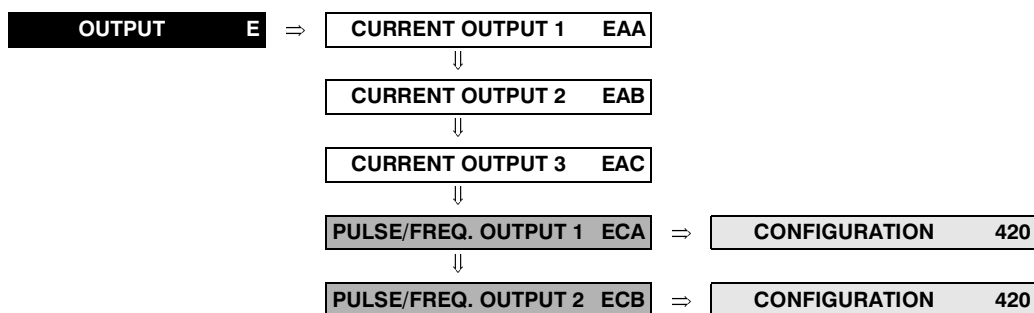 OUTPUT E ⇒ CURRENT OUTPUT 1 EAA
⇓
CURRENT OUTPUT 2 EAB
⇓
CURRENT OUTPUT 3 EAC
⇓
PULSE/FREQ. OUTPUT 1 ECA ⇒ CONFIGURATION 420
⇓
PULSE/FREQ. OUTPUT 2 ECB ⇒ CONFIGURATION 420